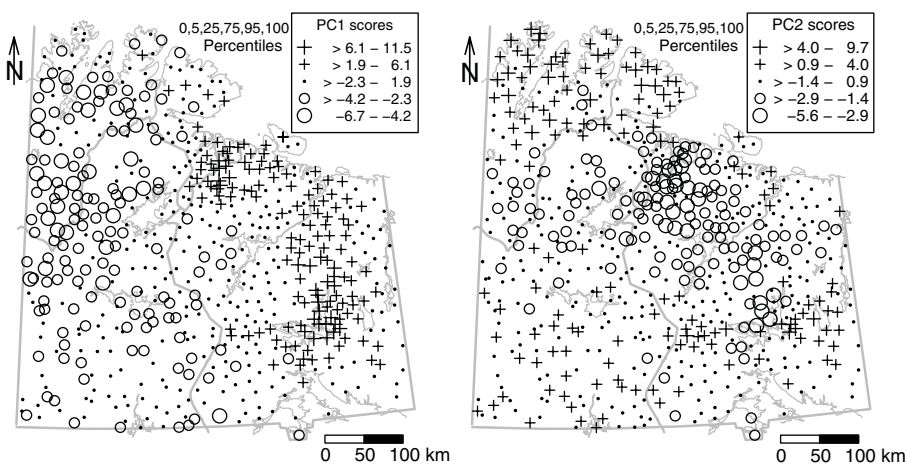 0,5,25,75,95,100
Percentiles
N
PC1 scores
+ > 6.1 – 11.5
+ > 1.9 – 6.1
• > −2.3 – 1.9
○ > −4.2 – −2.3
○ −6.7 – −4.2
0 50 100 km
0,5,25,75,95,100
Percentiles
N
PC2 scores
+ > 4.0 – 9.7
+ > 0.9 – 4.0
• > −1.4 – 0.9
○ > −2.9 – −1.4
○ −5.6 – −2.9
0 50 100 km